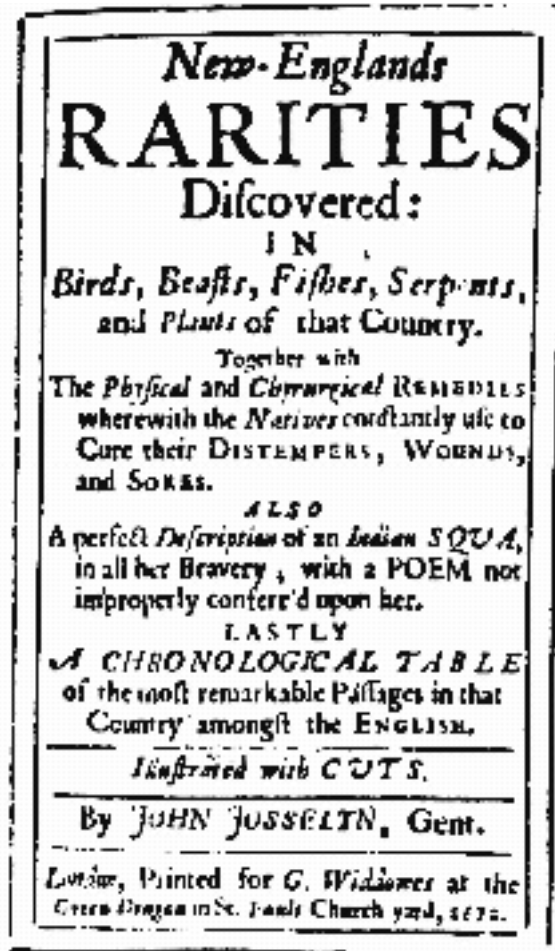 New-Englands
RARITIES
Diſcovered:
IN
Birds, Beaſts, Fiſhes, Serpents,
and Plants of that Country.
Together with
The Phyſical and Chyrurgical REMEDIES
wherewith the Natives conſtantly uſe to
Cure their DISTEMPERS, WOUNDS,
and SORES.
ALSO
A perfect Deſcription of an Indian SQUA,
in all her Bravery, with a POEM not
improperly conferr'd upon her.
LASTLY
A CHRONOLOGICAL TABLE
of the moſt remarkable Paſſages in that
Country amongſt the ENGLISH.
Illuſtrated with CUTS.
By JOHN JOSSELYN, Gent.
London, Printed for G. Widdowes at the
Green Dragon in St. Pauls Church yard, 1672.